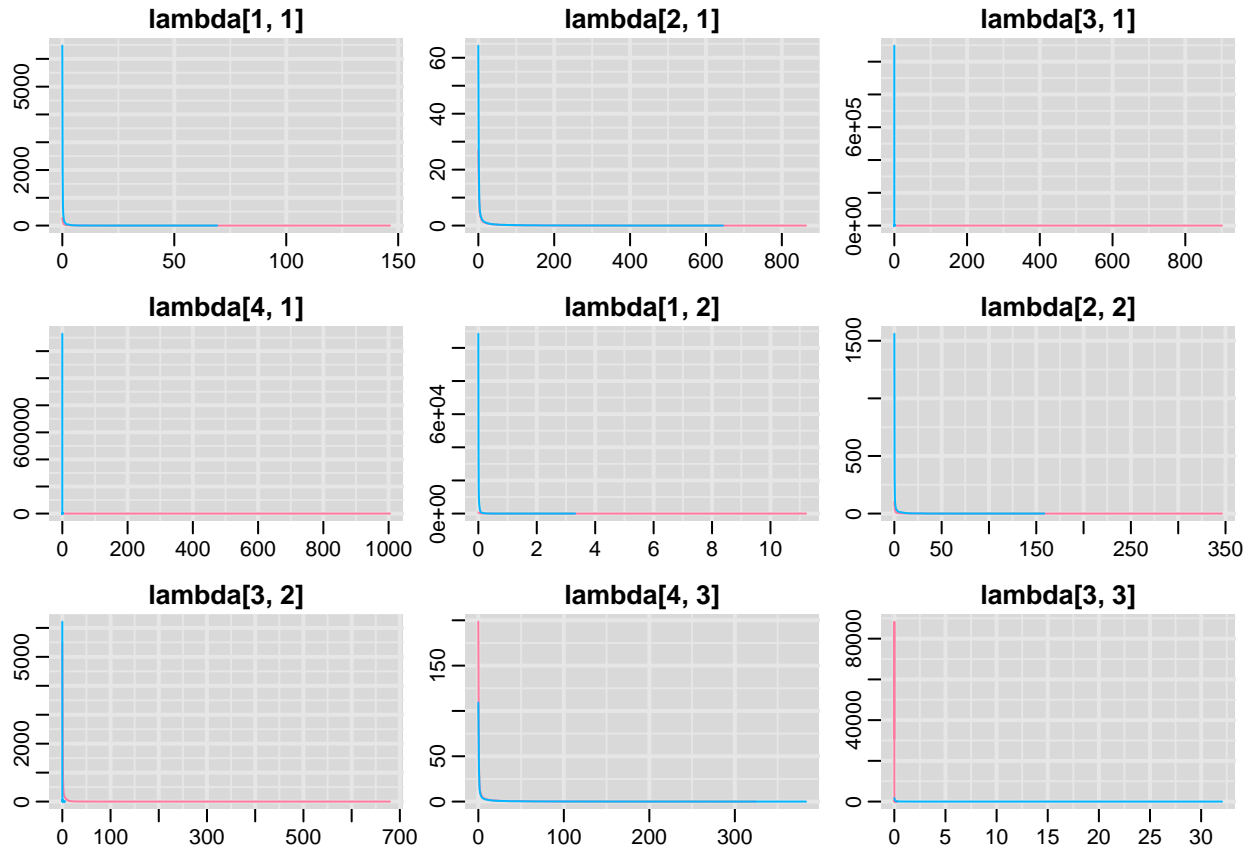 lambda[1, 1]
0 2000 5000
0 50 100 150
lambda[2, 1]
0 20 40 60
0 200 400 600 800
lambda[3, 1]
0e+00 6e+05
0 200 400 600 800
lambda[4, 1]
0 600000
0 200 400 600 800 1000
lambda[1, 2]
0e+00 6e+04
0 2 4 6 8 10
lambda[2, 2]
0 500 1500
0 50 150 250 350
lambda[3, 2]
0 2000 5000
0 100 300 500 700
lambda[4, 3]
0 50 150
0 100 200 300
lambda[3, 3]
0 40000 80000
0 5 10 15 20 25 30